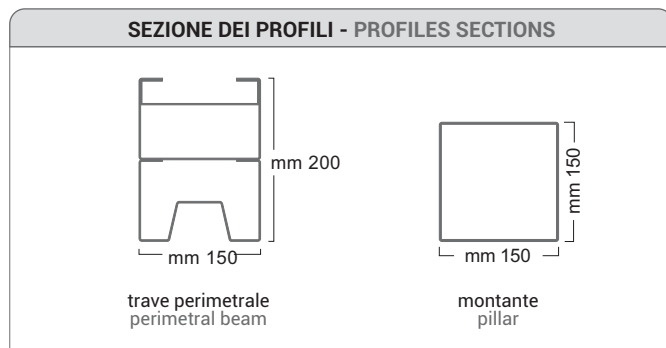 SEZIONE DEI PROFILI - PROFILES SECTIONS
mm 200
mm 150
trave perimetrale
perimetral beam
mm 150
mm 150
montante
pillar